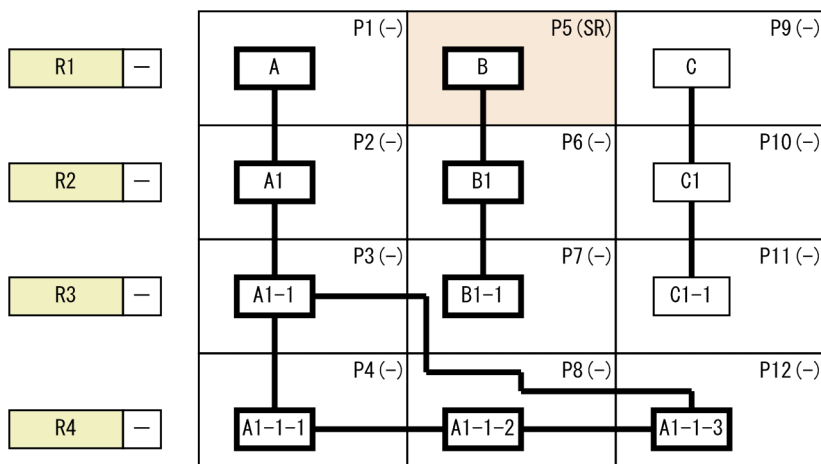 P1(−) P5(SR) P9(−)
R1 − A B C
P2(−) P6(−) P10(−)
R2 − A1 B1 C1
P3(−) P7(−) P11(−)
R3 − A1-1 B1-1 C1-1
P4(−) P8(−) P12(−)
R4 − A1-1-1 A1-1-2 A1-1-3